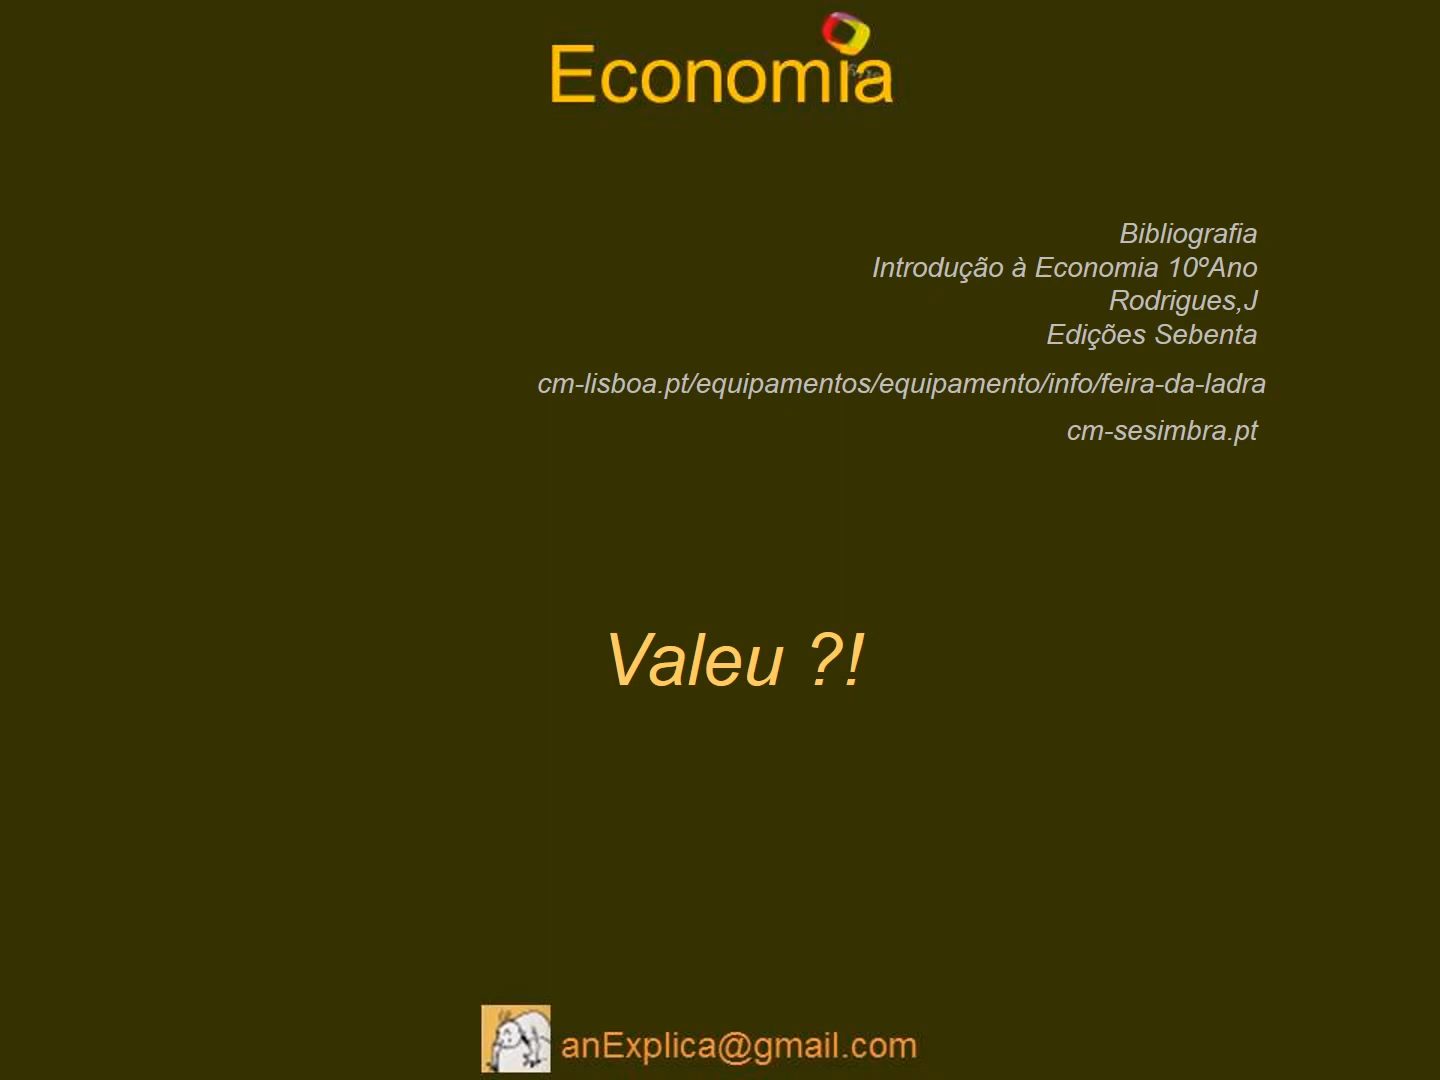 Economia
Bibliografia
Introdução à Economia 10ºAno
Rodrigues,J
Edições Sebenta
cm-lisboa.pt/equipamentos/equipamento/info/feira-da-ladra
cm-sesimbra.pt
Valeu ?!
anExplica@gmail.com